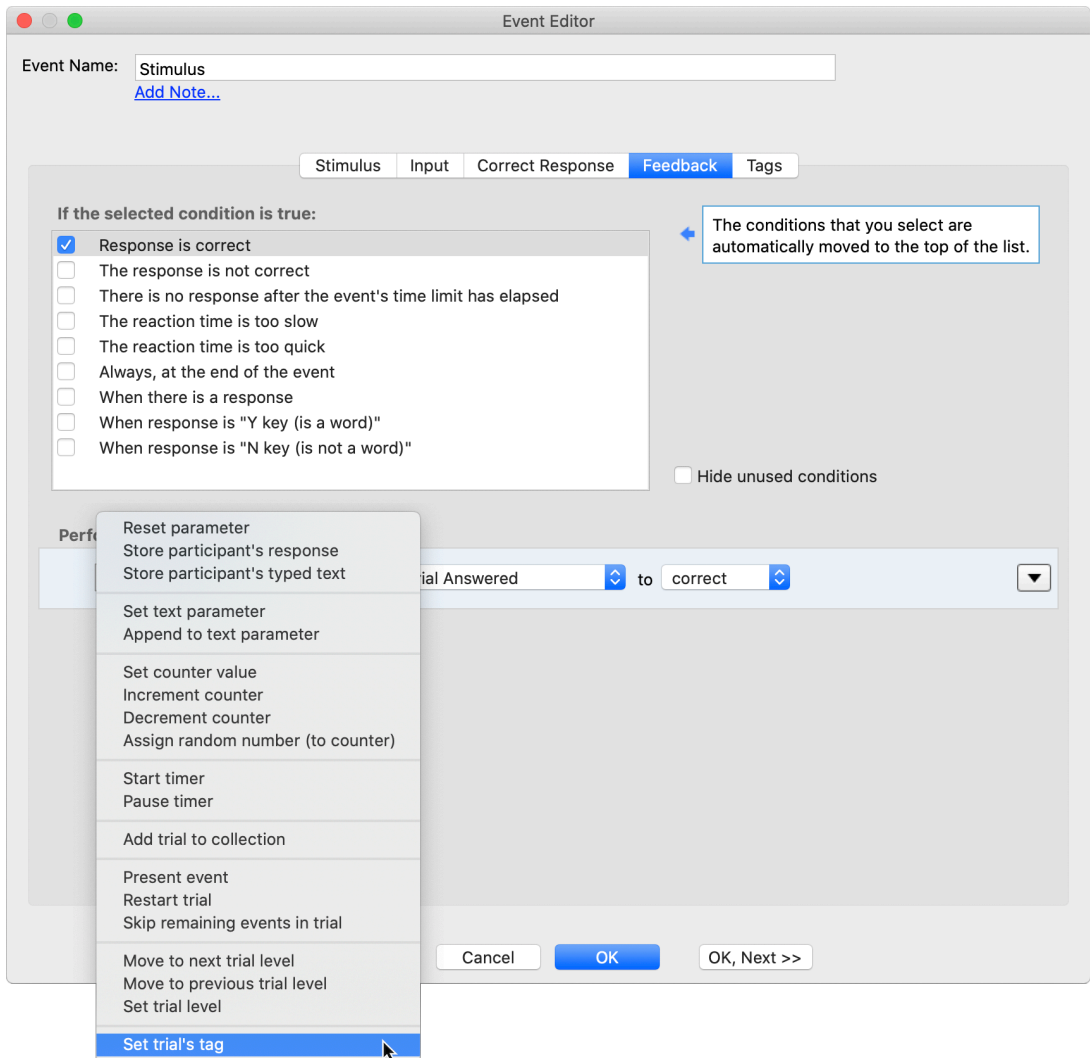 Event Editor
Event Name:
Stimulus
Add Note...
Stimulus Input Correct Response Feedback Tags
If the selected condition is true:
Response is correct
The response is not correct
There is no response after the event's time limit has elapsed
The reaction time is too slow
The reaction time is too quick
Always, at the end of the event
When there is a response
When response is "Y key (is a word)"
When response is "N key (is not a word)"
The conditions that you select are
automatically moved to the top of the list.
Hide unused conditions
Perfo
ial Answered to correct
Reset parameter
Store participant's response
Store participant's typed text
Set text parameter
Append to text parameter
Set counter value
Increment counter
Decrement counter
Assign random number (to counter)
Start timer
Pause timer
Add trial to collection
Present event
Restart trial
Skip remaining events in trial
Move to next trial level
Move to previous trial level
Set trial level
Set trial's tag
Cancel OK OK, Next >>